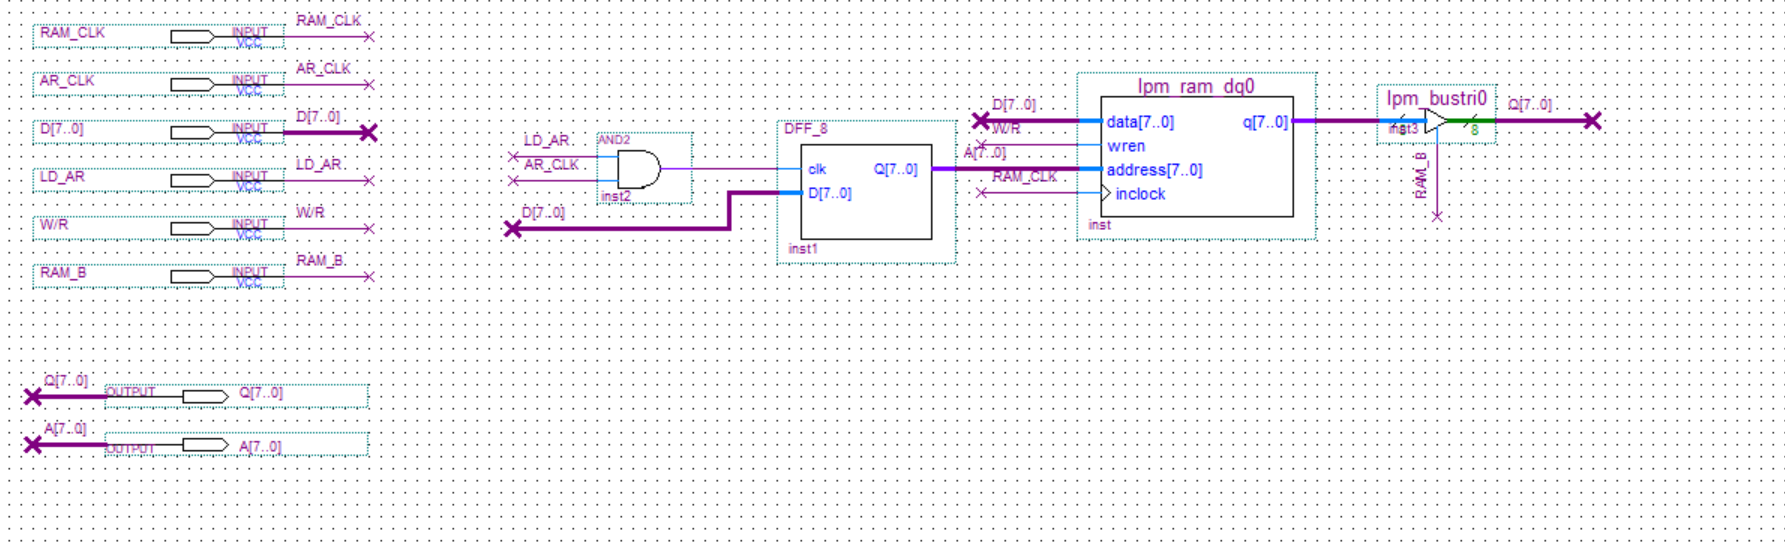 RAM_CLK INPUT VCC RAM_CLK
AR_CLK INPUT VCC AR_CLK
D[7..0] INPUT VCC D[7..0]
LD_AR INPUT VCC LD_AR
W/R INPUT VCC W/R
RAM_B INPUT VCC RAM_B
Q[7..0] OUTPUT Q[7..0]
A[7..0] OUTPUT A[7..0]
LD_AR
AR_CLK
AND2
inst2
D[7..0]
DFF_8
clk Q[7..0]
D[7..0]
inst1
D[7..0]
W/R
A[7..0]
RAM_CLK
lpm_ram_dq0
data[7..0] q[7..0]
wren
address[7..0]
inclock
inst
lpm_bustri0
inst3
8
Q[7..0]
RAM_B